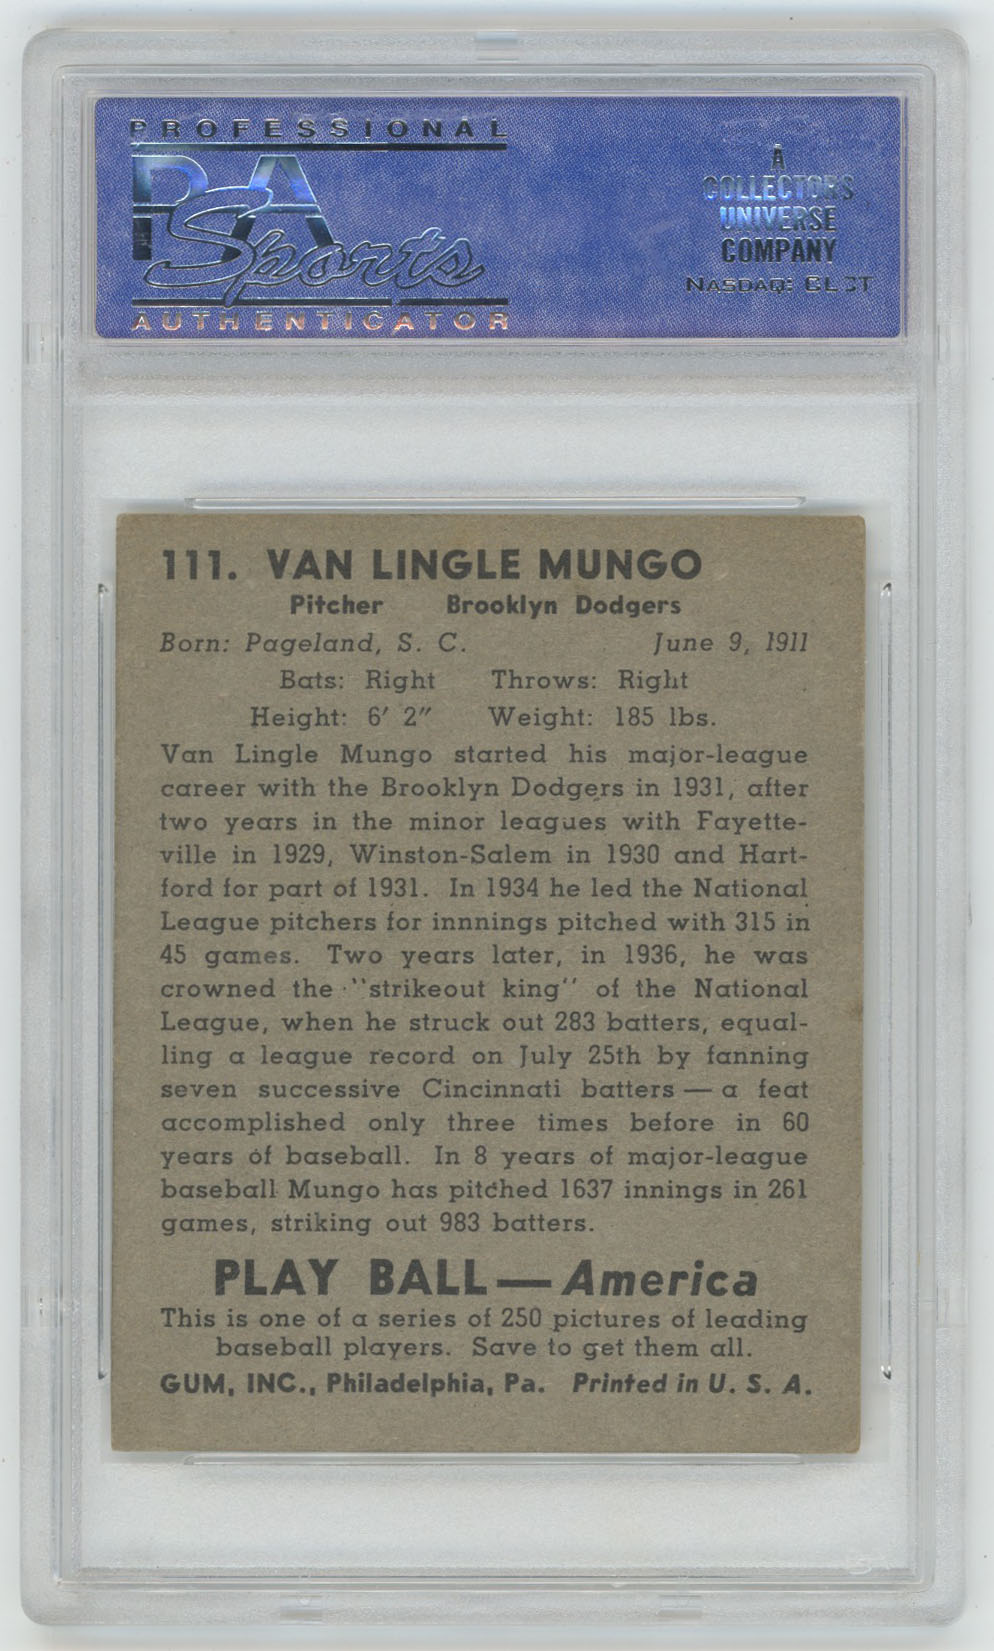 PROFESSIONAL
PSA
Sports
AUTHENTICATOR
A
COLLECTORS
UNIVERSE
COMPANY
NASDAQ: CLCT
111. VAN LINGLE MUNGO
Pitcher Brooklyn Dodgers
Born: Pageland, S. C. June 9, 1911
Bats: Right Throws: Right
Height: 6′ 2″ Weight: 185 lbs.
Van Lingle Mungo started his major-league
career with the Brooklyn Dodgers in 1931, after
two years in the minor leagues with Fayette-
ville in 1929, Winston-Salem in 1930 and Hart-
ford for part of 1931. In 1934 he led the National
League pitchers for innnings pitched with 315 in
45 games. Two years later, in 1936, he was
crowned the "strikeout king" of the National
League, when he struck out 283 batters, equal-
ling a league record on July 25th by fanning
seven successive Cincinnati batters — a feat
accomplished only three times before in 60
years of baseball. In 8 years of major-league
baseball Mungo has pitched 1637 innings in 261
games, striking out 983 batters.
PLAY BALL — America
This is one of a series of 250 pictures of leading
baseball players. Save to get them all.
GUM, INC., Philadelphia, Pa. Printed in U. S. A.